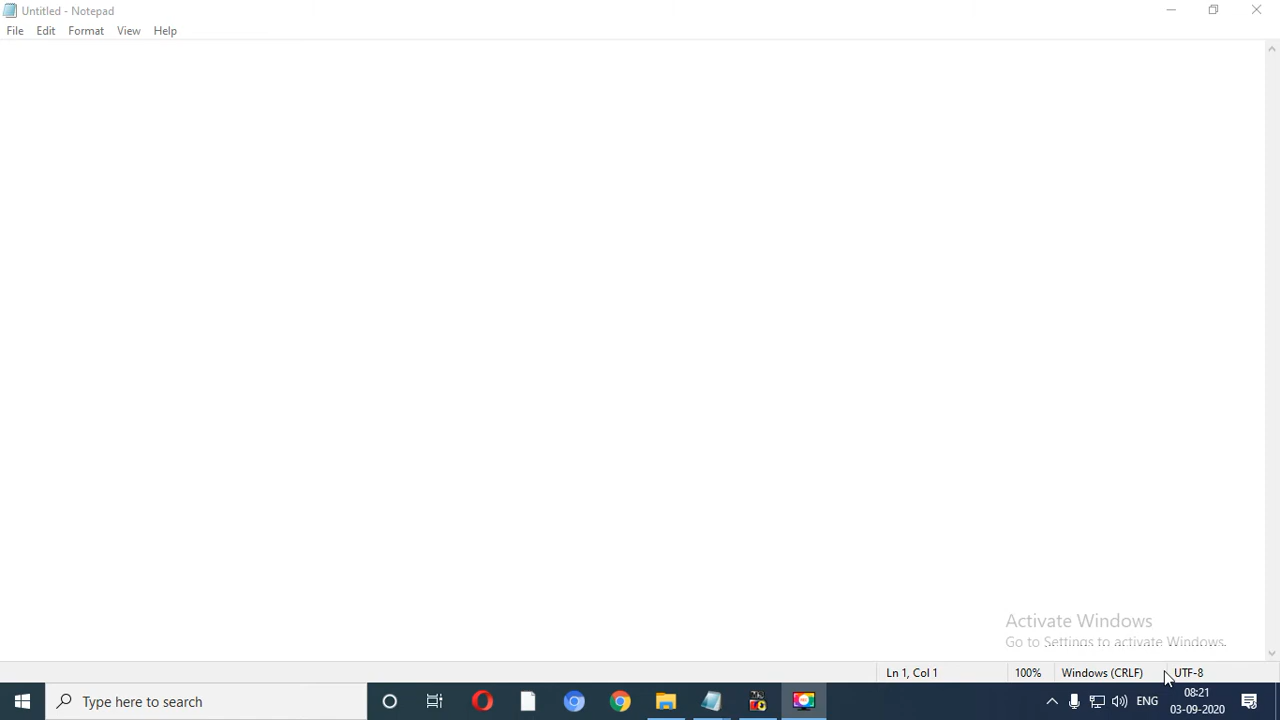 Untitled - Notepad
File Edit Format View Help
Activate Windows
Go to Settings to activate Windows.
Ln 1, Col 1 100% Windows (CRLF) UTF-8
Type here to search
ENG
08:21
03-09-2020